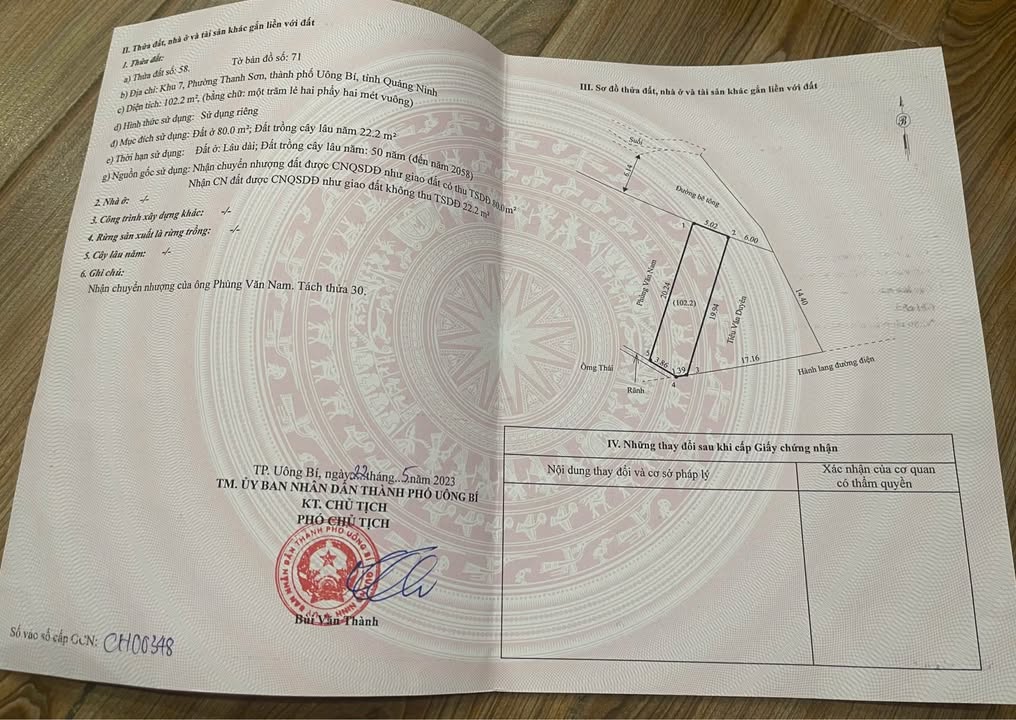 II. Thửa đất, nhà ở và tài sản khác gắn liền với đất
1. Thửa đất:
a) Thửa đất số: 58. Tờ bản đồ số: 71
b) Địa chỉ: Khu 7, Phường Thanh Sơn, thành phố Uông Bí, tỉnh Quảng Ninh
c) Diện tích: 102.2 m², (bằng chữ: một trăm lẻ hai phẩy hai mét vuông)
d) Hình thức sử dụng: Sử dụng riêng
đ) Mục đích sử dụng: Đất ở 80.0 m²; Đất trồng cây lâu năm 22.2 m²
e) Thời hạn sử dụng: Đất ở: Lâu dài; Đất trồng cây lâu năm: 50 năm (đến năm 2058)
g) Nguồn gốc sử dụng: Nhận chuyển nhượng đất được CNQSDĐ như giao đất có thu TSDĐ 80.0m²
Nhận CN đất được CNQSDĐ như giao đất không thu TSDĐ 22.2 m²
2. Nhà ở: -/-
3. Công trình xây dựng khác: -/-
4. Rừng sản xuất là rừng trồng: -/-
5. Cây lâu năm: -/-
6. Ghi chú:
Nhận chuyển nhượng của ông Phùng Văn Nam. Tách thửa 30.
TP. Uông Bí, ngày 22 tháng..5 năm 2023
TM. ỦY BAN NHÂN DÂN THÀNH PHỐ UÔNG BÍ
KT. CHỦ TỊCH
PHÓ CHỦ TỊCH
Bùi Văn Thành
Số vào sổ cấp GCN: CH00348
III. Sơ đồ thửa đất, nhà ở và tài sản khác gắn liền với đất
B
Suối
6.14
Đường bê tông
1
5.02
2
6.00
Phùng Văn Nam
20.24
(102.2)
19.94
Tiêu Văn Duyên
14.40
5
3.86
1.39
3
4
17.16
Ông Thái
Rãnh
Hành lang đường điện
IV. Những thay đổi sau khi cấp Giấy chứng nhận
Nội dung thay đổi và cơ sở pháp lý
Xác nhận của cơ quan
có thẩm quyền